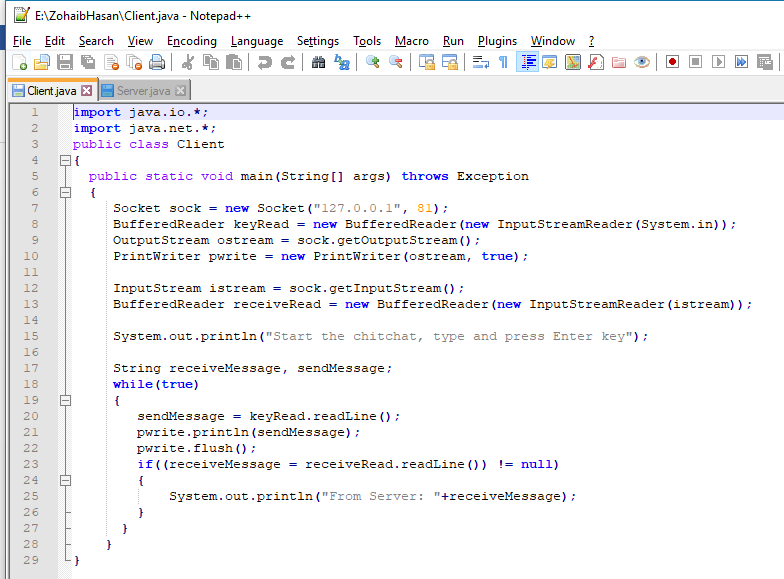 E:\ZohaibHasan\Client.java - Notepad++
File Edit Search View Encoding Language Settings Tools Macro Run Plugins Window ?
Client.java Server.java
1 import java.io.*;
2 import java.net.*;
3 public class Client
4 {
5 public static void main(String[] args) throws Exception
6 {
7 Socket sock = new Socket("127.0.0.1", 81);
8 BufferedReader keyRead = new BufferedReader(new InputStreamReader(System.in));
9 OutputStream ostream = sock.getOutputStream();
10 PrintWriter pwrite = new PrintWriter(ostream, true);
11
12 InputStream istream = sock.getInputStream();
13 BufferedReader receiveRead = new BufferedReader(new InputStreamReader(istream));
14
15 System.out.println("Start the chitchat, type and press Enter key");
16
17 String receiveMessage, sendMessage;
18 while(true)
19 {
20 sendMessage = keyRead.readLine();
21 pwrite.println(sendMessage);
22 pwrite.flush();
23 if((receiveMessage = receiveRead.readLine()) != null)
24 {
25 System.out.println("From Server: "+receiveMessage);
26 }
27 }
28 }
29 }